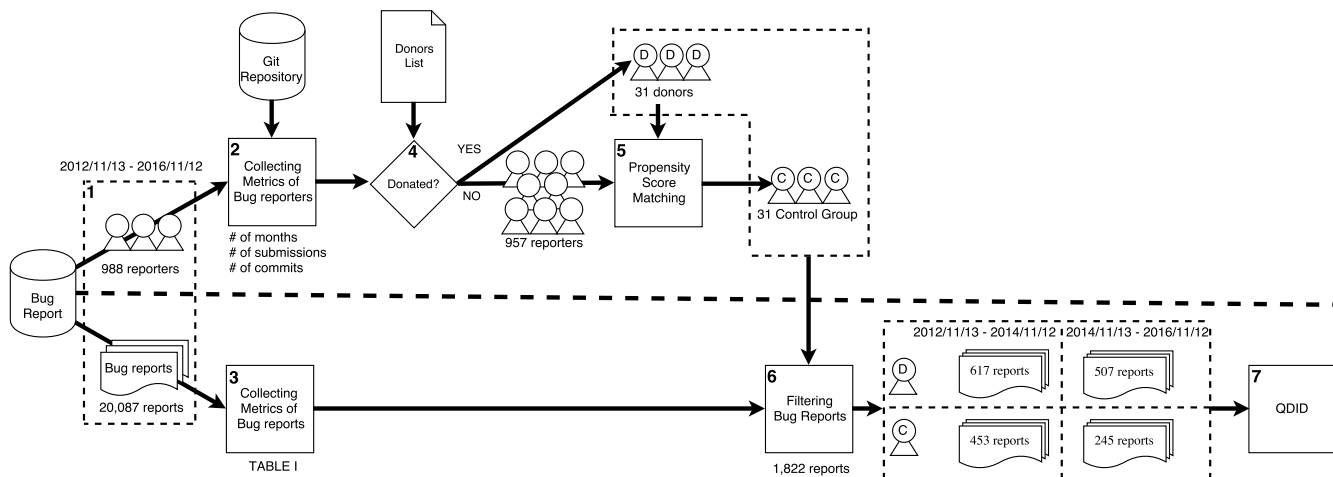 Git
Repository
Donors
List
D D D
31 donors
2012/11/13 - 2016/11/12
1
2
Collecting
Metrics of
Bug reporters
# of months
# of submissions
# of commits
4
Donated?
YES
NO
957 reporters
5
Propensity
Score
Matching
C C C
31 Control Group
988 reporters
Bug
Report
Bug reports
20,087 reports
3
Collecting
Metrics of
Bug reports
TABLE I
6
Filtering
Bug Reports
1,822 reports
2012/11/13 - 2014/11/12 2014/11/13 - 2016/11/12
D 617 reports 507 reports
C 453 reports 245 reports
7
QDID